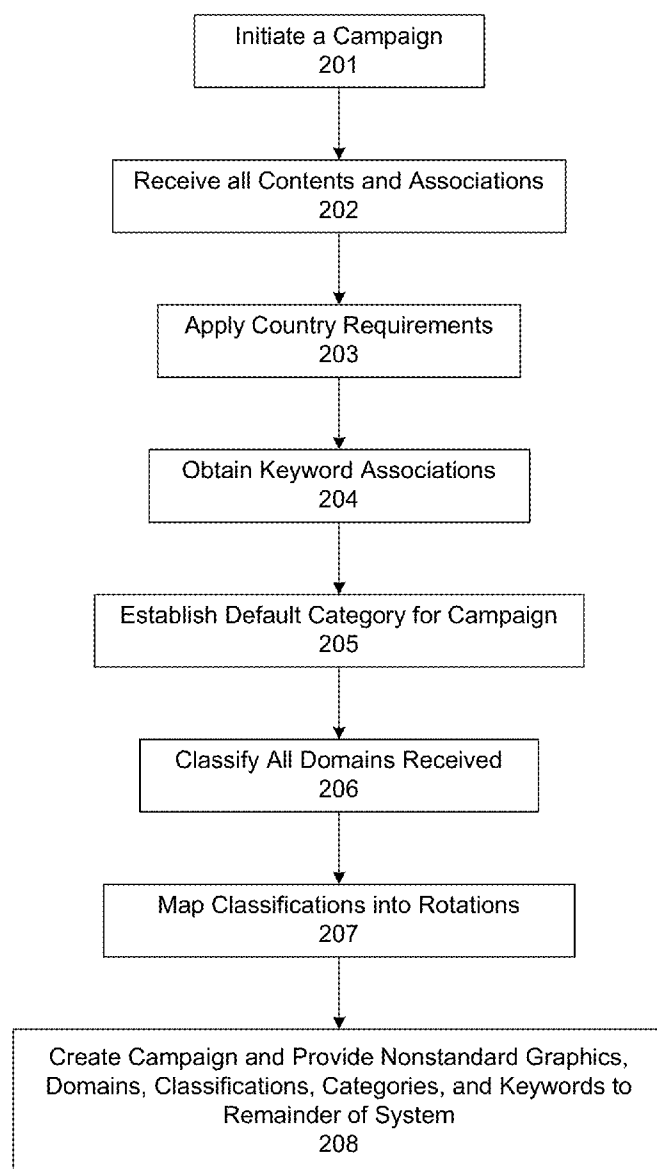 Initiate a Campaign
201
Receive all Contents and Associations
202
Apply Country Requirements
203
Obtain Keyword Associations
204
Establish Default Category for Campaign
205
Classify All Domains Received
206
Map Classifications into Rotations
207
Create Campaign and Provide Nonstandard Graphics,
Domains, Classifications, Categories, and Keywords to
Remainder of System
208